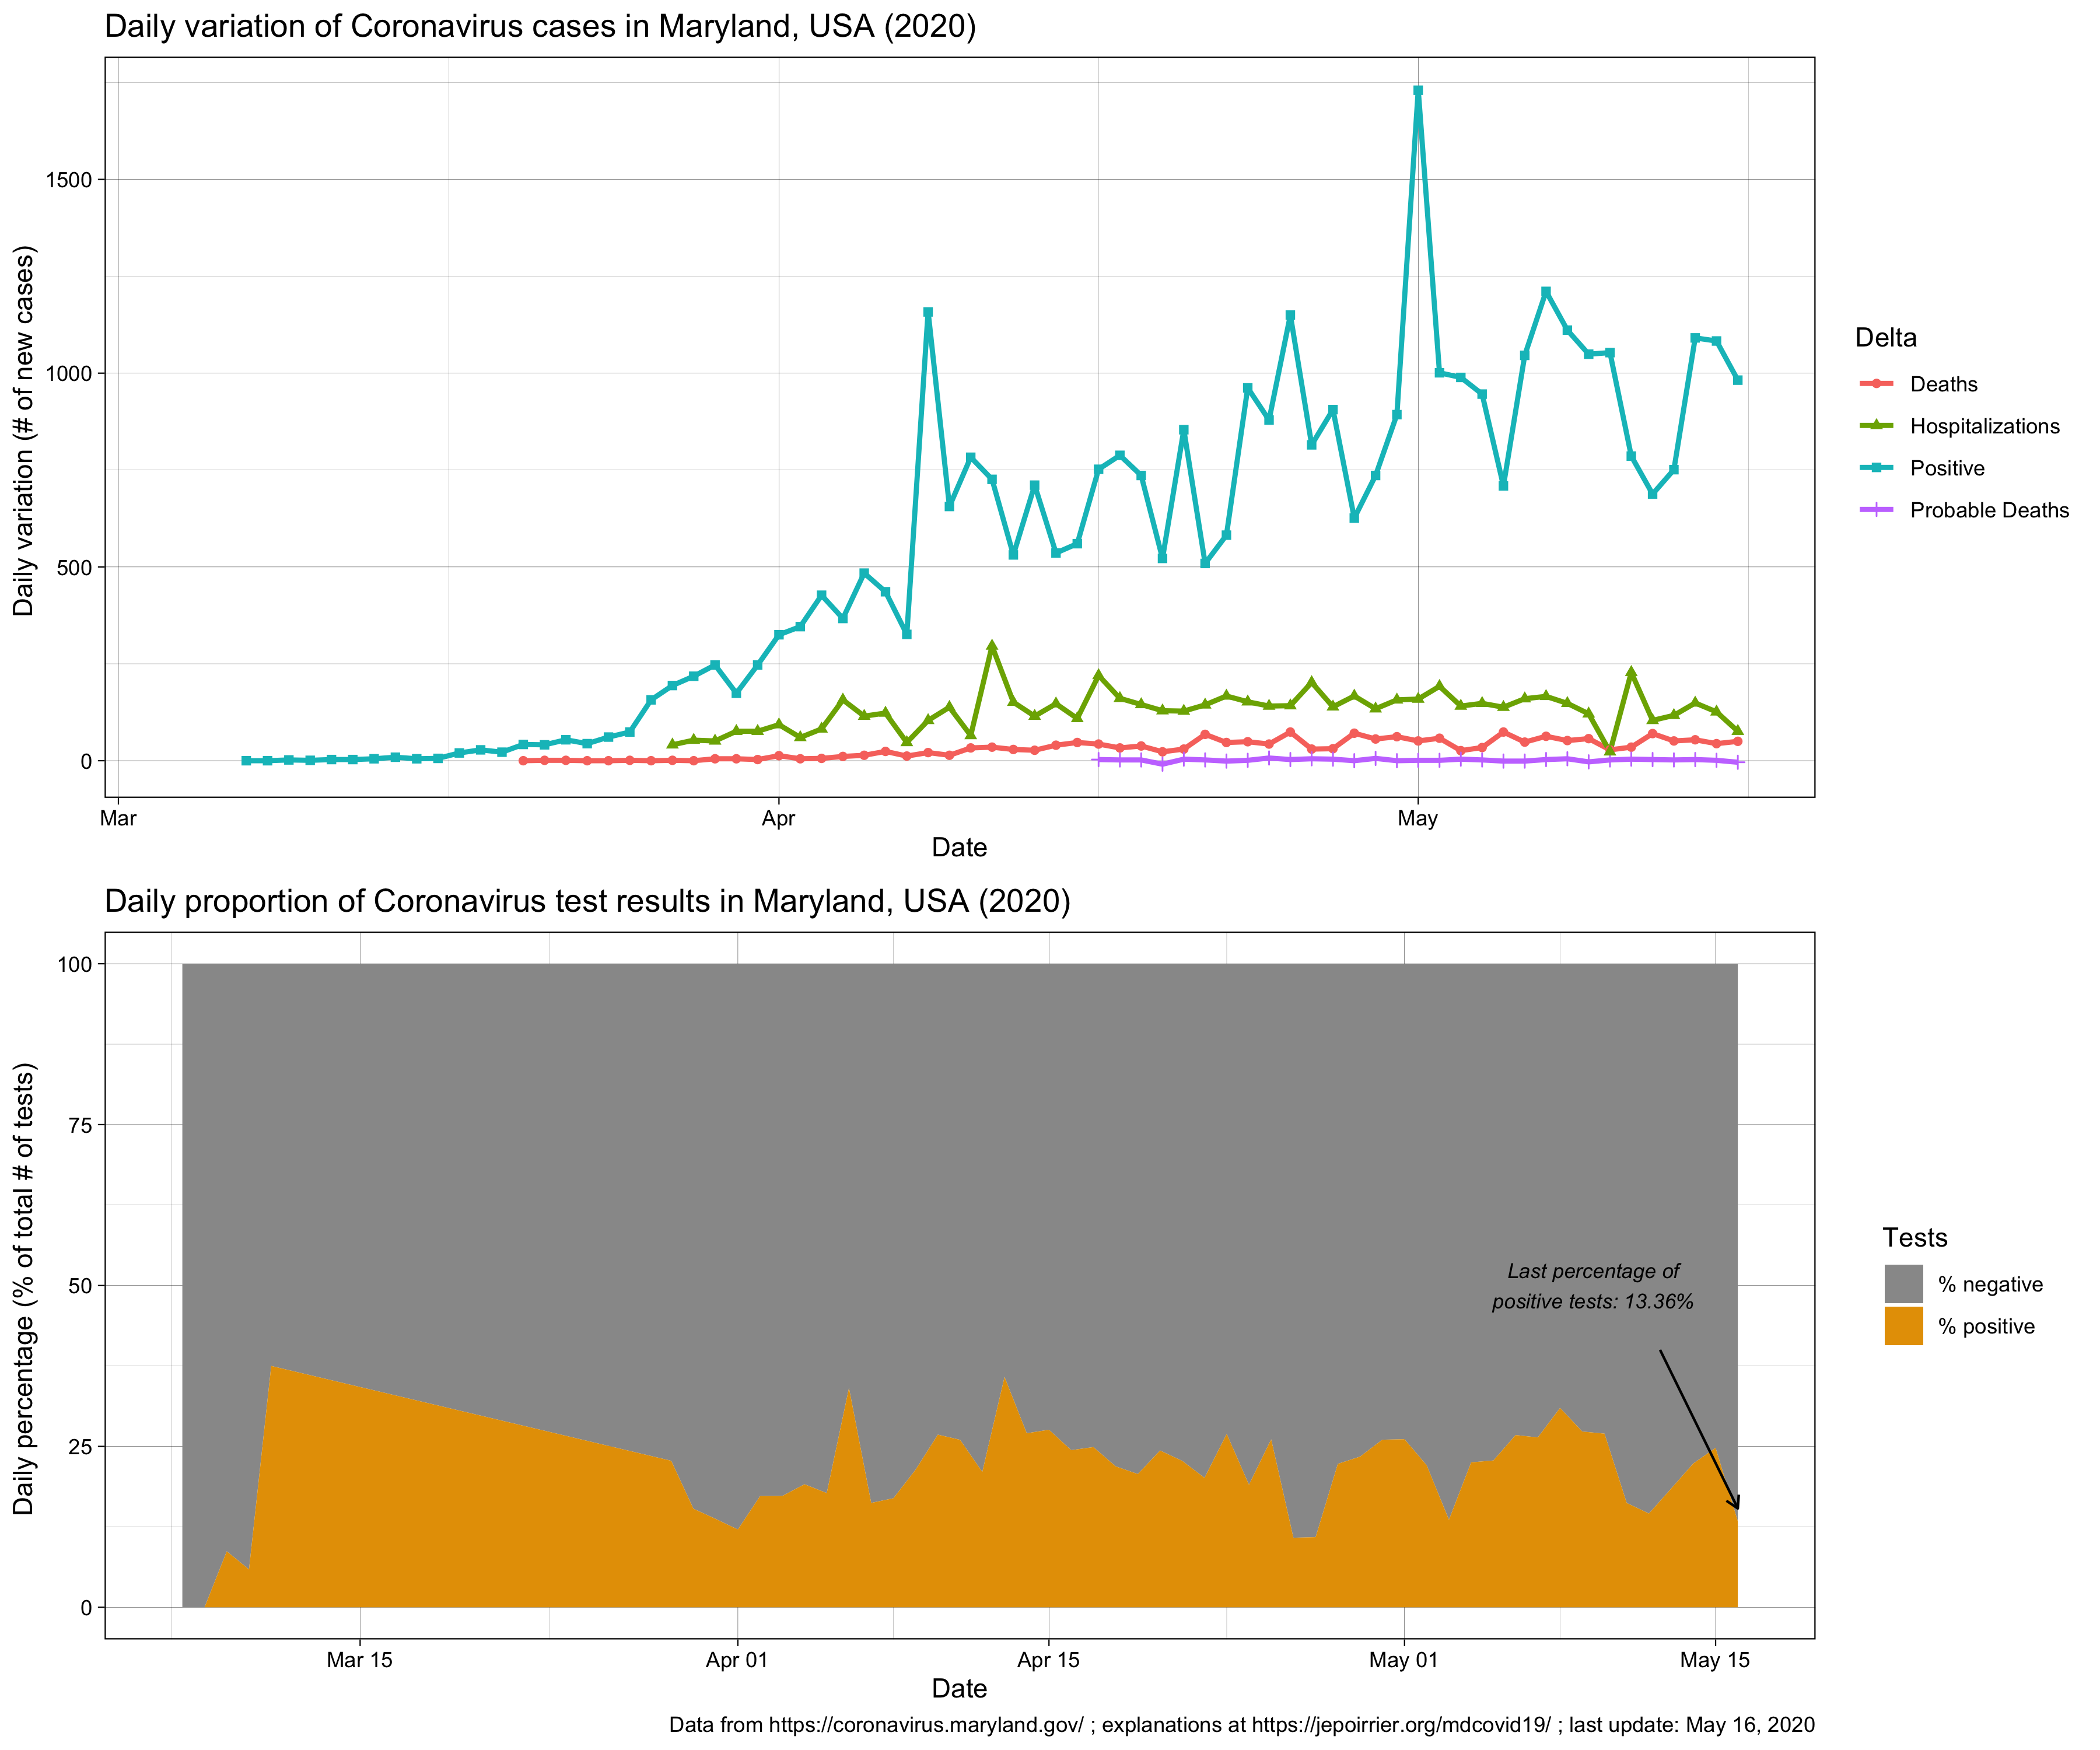 Daily variation of Coronavirus cases in Maryland, USA (2020)
Daily variation (# of new cases)
1500
1000
500
0
Mar
Apr
May
Date
Delta
Deaths
Hospitalizations
Positive
Probable Deaths
Daily proportion of Coronavirus test results in Maryland, USA (2020)
Daily percentage (% of total # of tests)
100
75
50
25
0
Last percentage of
positive tests: 13.36%
Mar 15
Apr 01
Apr 15
May 01
May 15
Date
Tests
% negative
% positive
Data from https://coronavirus.maryland.gov/ ; explanations at https://jepoirrier.org/mdcovid19/ ; last update: May 16, 2020